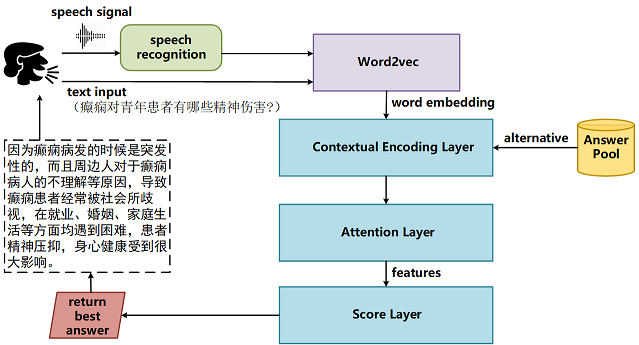 speech signal
speech
recognition
Word2vec
text input
（癫痫对青年患者有哪些精神伤害?）
word embedding
Contextual Encoding Layer
alternative
Answer
Pool
因为癫痫病发的时候是突发
性的，而且周边人对于癫痫
病人的不理解等原因，导致
癫痫患者经常被社会所歧
视，在就业、婚姻、家庭生
活等方面均遇到困难，患者
精神压抑，身心健康受到很
大影响。
Attention Layer
features
return
best
answer
Score Layer